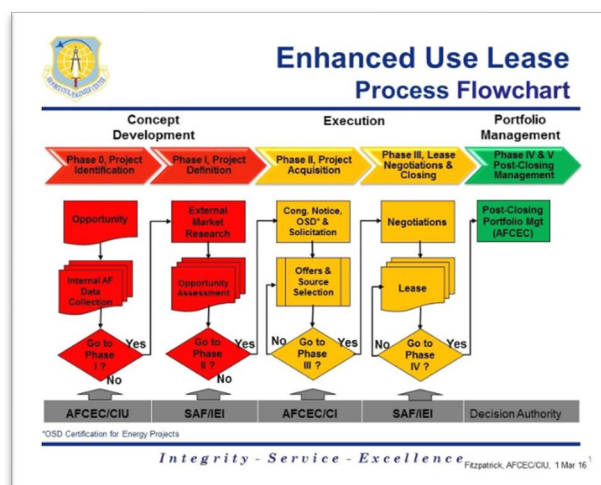 Enhanced Use Lease
Process Flowchart
Concept
Development
Execution
Portfolio
Management
Phase 0, Project
Identification
Phase I, Project
Definition
Phase II, Project
Acquisition
Phase III, Lease
Negotiations &
Closing
Phase IV & V
Post-Closing
Management
Opportunity
External
Market
Research
Cong. Notice,
OSD* &
Solicitation
Negotiations
Post-Closing
Portfolio Mgt
(AFCEC)
Internal AF
Data
Collection
Opportunity
Assessment
Offers &
Source
Selection
Lease
Go to
Phase
I ?
Yes
No
Go to
Phase
II ?
Yes
No
No
Go to
Phase
III ?
Yes
No
Go to
Phase
IV ?
Yes
AFCEC/CIU
SAF/IEI
AFCEC/CI
SAF/IEI
Decision Authority
*OSD Certification for Energy Projects
Integrity - Service - Excellence
Fitzpatrick, AFCEC/CIU, 1 Mar 16
1